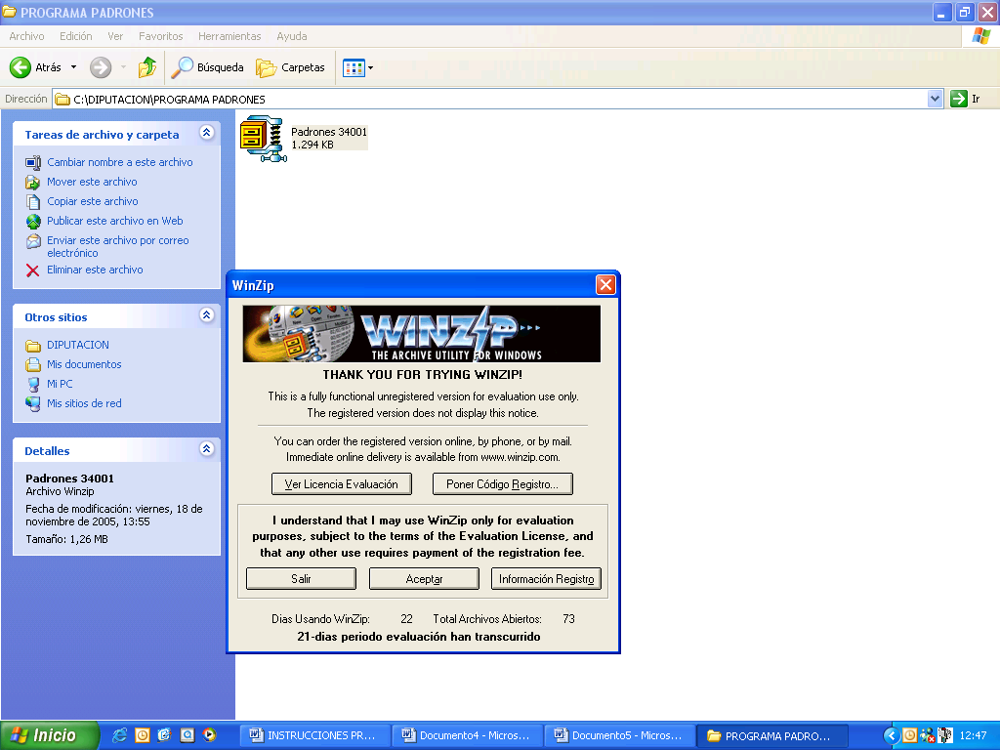 PROGRAMA PADRONES
Archivo Edición Ver Favoritos Herramientas Ayuda
Atrás Búsqueda Carpetas
Dirección C:\DIPUTACION\PROGRAMA PADRONES Ir
Tareas de archivo y carpeta
Cambiar nombre a este archivo
Mover este archivo
Copiar este archivo
Publicar este archivo en Web
Enviar este archivo por correo
electrónico
Eliminar este archivo
Otros sitios
DIPUTACION
Mis documentos
Mi PC
Mis sitios de red
Detalles
Padrones 34001
Archivo Winzip
Fecha de modificación: viernes, 18 de
noviembre de 2005, 13:55
Tamaño: 1,26 MB
Padrones 34001
1.294 KB
WinZip
WINZIP
THE ARCHIVE UTILITY FOR WINDOWS
THANK YOU FOR TRYING WINZIP!
This is a fully functional unregistered version for evaluation use only.
The registered version does not display this notice.
You can order the registered version online, by phone, or by mail.
Immediate online delivery is available from www.winzip.com.
Ver Licencia Evaluación Poner Código Registro...
I understand that I may use WinZip only for evaluation
purposes, subject to the terms of the Evaluation License, and
that any other use requires payment of the registration fee.
Salir Aceptar Información Registro
Dias Usando WinZip: 22 Total Archivos Abiertos: 73
21-dias periodo evaluación han transcurrido
Inicio INSTRUCCIONES PR... Documento4 - Micros... Documento5 - Micros... PROGRAMA PADRO... 12:47